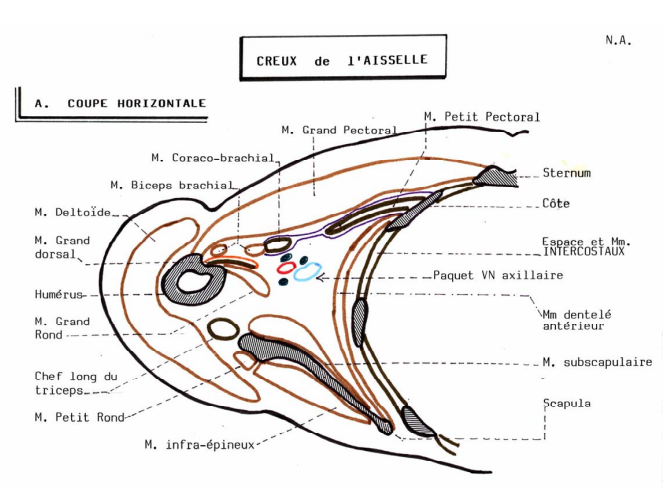 N.A.
CREUX de l'AISSELLE
A. COUPE HORIZONTALE
M. Petit Pectoral
M. Grand Pectoral
M. Coraco-brachial
M. Biceps brachial
M. Deltoïde
M. Grand
dorsal
Humérus
M. Grand
Rond
Chef long du
triceps
M. Petit Rond
M. infra-épineux
Sternum
Côte
Espace et Mm.
INTERCOSTAUX
Paquet VN axillaire
Mm dentelé
antérieur
M. subscapulaire
Scapula